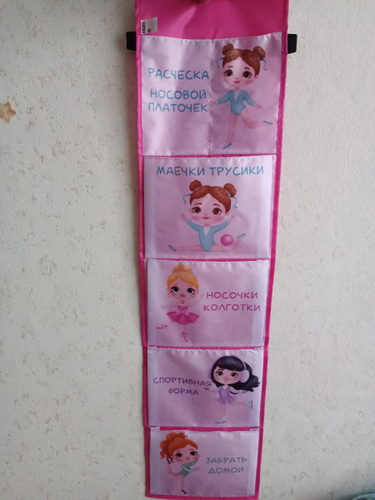 РАСЧЕСКА
НОСОВОЙ
ПЛАТОЧЕК
МАЕЧКИ ТРУСИКИ
НОСОЧКИ
КОЛГОТКИ
СПОРТИВНАЯ
ФОРМА
ЗАБРАТЬ
ДОМОЙ